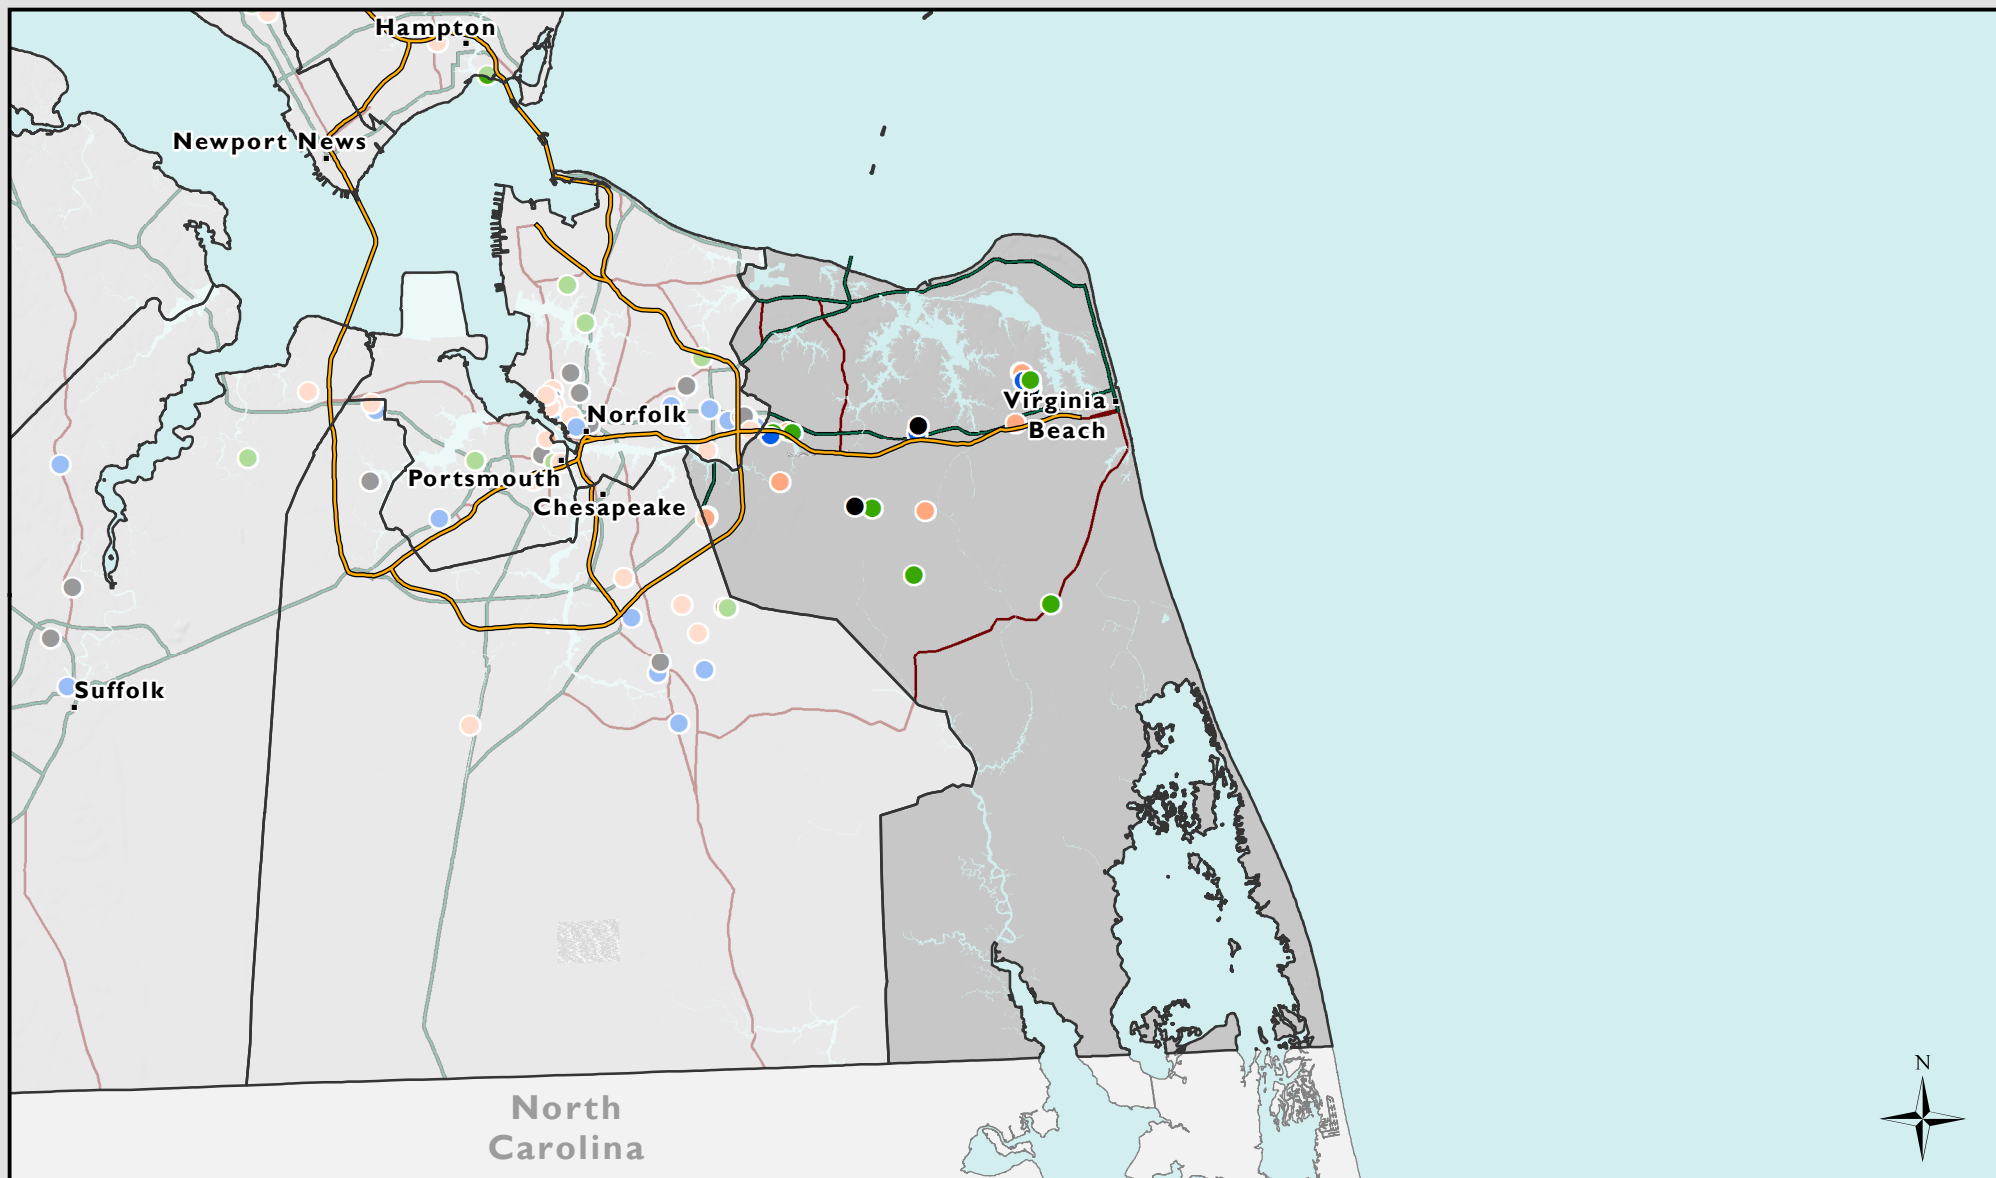 Hampton
Newport News
Virginia
Beach
Norfolk
Portsmouth
Chesapeake
Suffolk
N
North
Carolina